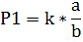 P1 = k * a/b